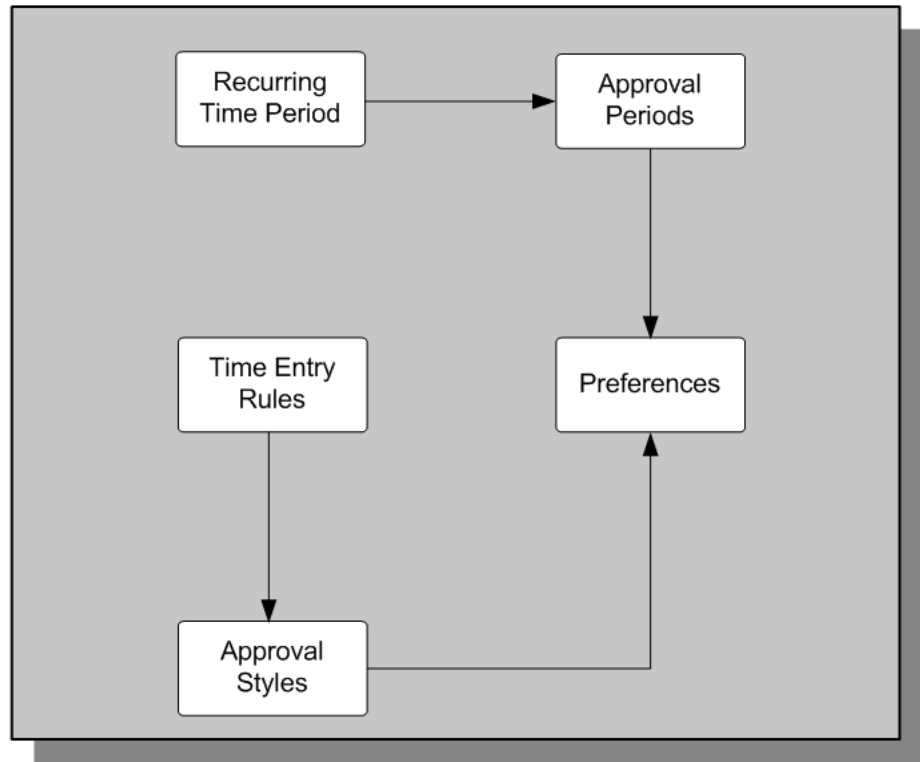 Recurring
Time Period
Approval
Periods
Time Entry
Rules
Preferences
Approval
Styles